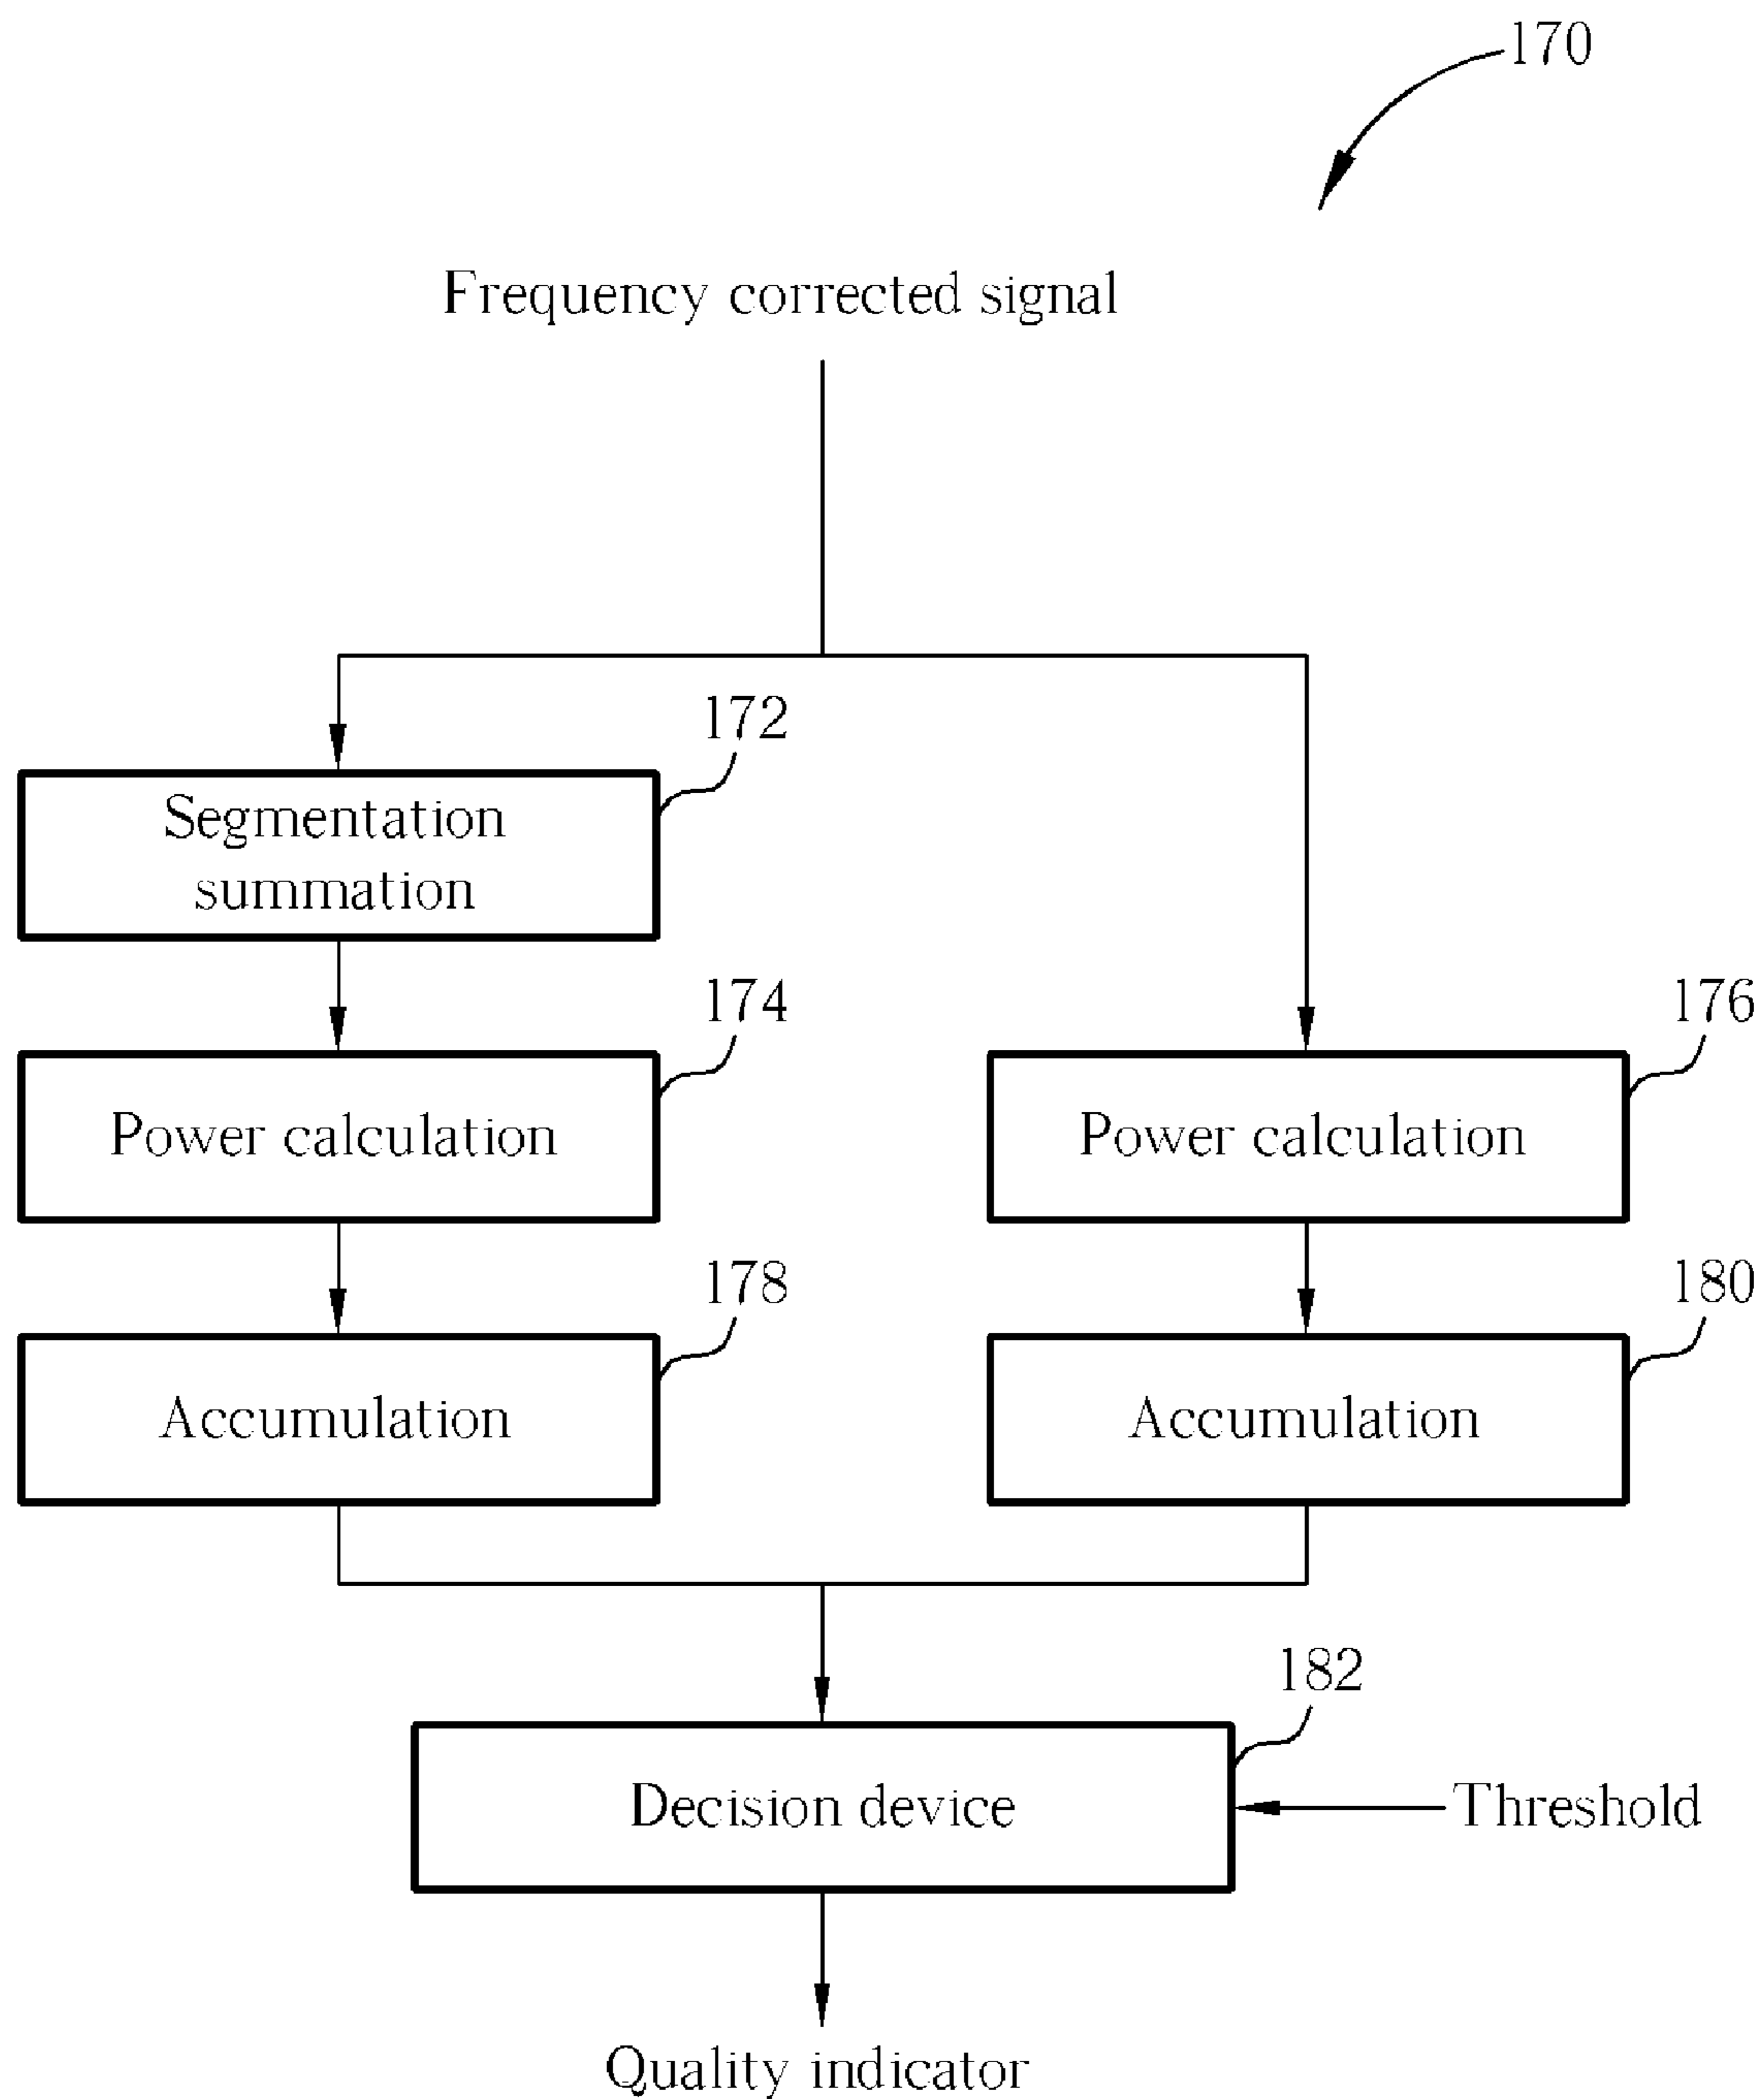 170
Frequency corrected signal
172
Segmentation
summation
174
176
Power calculation
Power calculation
178
180
Accumulation
Accumulation
182
Decision device
Threshold
Quality indicator